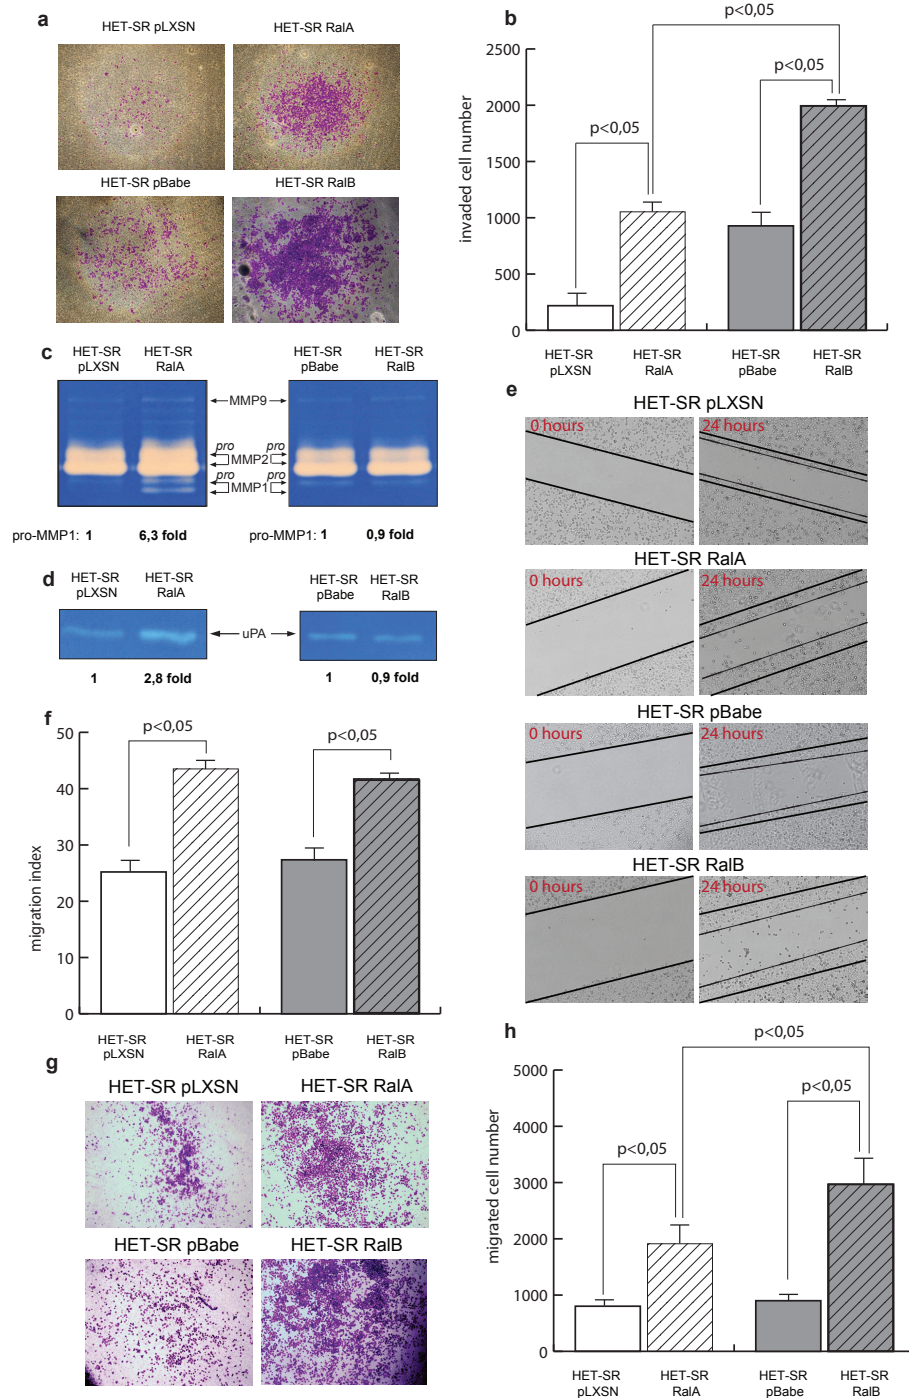 a
HET-SR pLXSN
HET-SR RalA
HET-SR pBabe
HET-SR RalB
b
p<0,05
p<0,05
p<0,05
invaded cell number
2500
2000
1500
1000
500
0
HET-SR
pLXSN
HET-SR
RalA
HET-SR
pBabe
HET-SR
RalB
c
HET-SR
pLXSN
HET-SR
RalA
HET-SR
pBabe
HET-SR
RalB
MMP9
pro pro
MMP2
pro pro
MMP1
pro-MMP1: 1 6,3 fold
pro-MMP1: 1 0,9 fold
d
HET-SR
pLXSN
HET-SR
RalA
HET-SR
pBabe
HET-SR
RalB
uPA
1 2,8 fold
1 0,9 fold
e
HET-SR pLXSN
0 hours
24 hours
HET-SR RalA
0 hours
24 hours
HET-SR pBabe
0 hours
24 hours
HET-SR RalB
0 hours
24 hours
f
p<0,05
p<0,05
migration index
50
40
30
20
10
0
HET-SR
pLXSN
HET-SR
RalA
HET-SR
pBabe
HET-SR
RalB
g
HET-SR pLXSN
HET-SR RalA
HET-SR pBabe
HET-SR RalB
h
p<0,05
p<0,05
p<0,05
migrated cell number
5000
4000
3000
2000
1000
0
HET-SR
pLXSN
HET-SR
RalA
HET-SR
pBabe
HET-SR
RalB